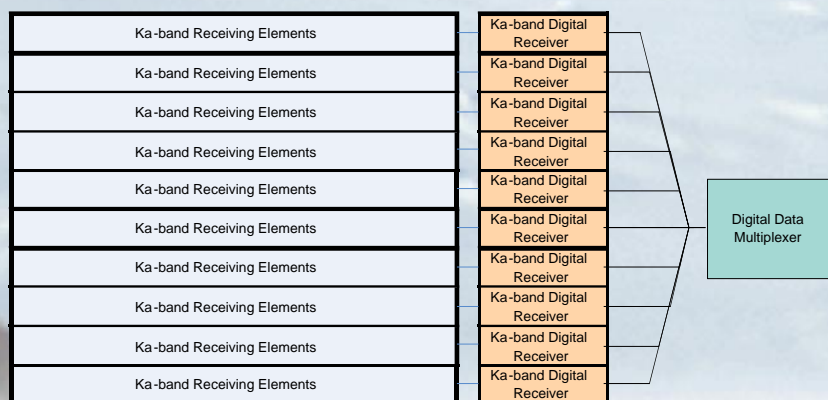 Ka-band Receiving Elements
Ka-band Digital
Receiver
Ka-band Receiving Elements
Ka-band Digital
Receiver
Ka-band Receiving Elements
Ka-band Digital
Receiver
Ka-band Receiving Elements
Ka-band Digital
Receiver
Ka-band Receiving Elements
Ka-band Digital
Receiver
Ka-band Receiving Elements
Ka-band Digital
Receiver
Ka-band Receiving Elements
Ka-band Digital
Receiver
Ka-band Receiving Elements
Ka-band Digital
Receiver
Ka-band Receiving Elements
Ka-band Digital
Receiver
Ka-band Receiving Elements
Ka-band Digital
Receiver
Digital Data
Multiplexer